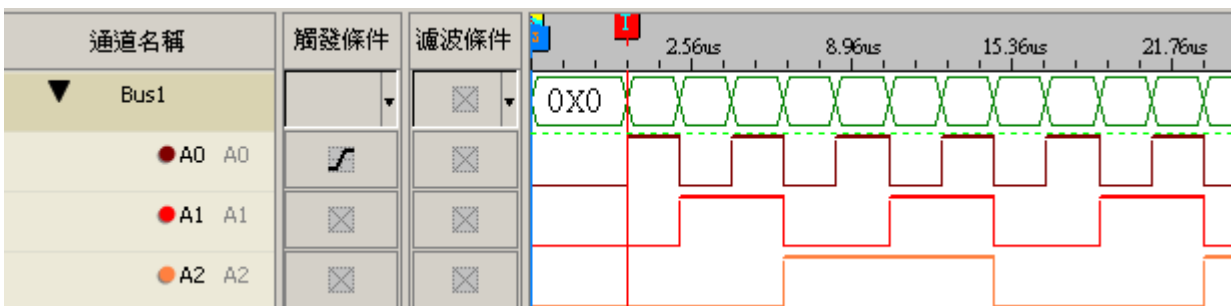 通道名稱 觸發條件 濾波條件 3 T 2.56us 8.96us 15.36us 21.76us
Bus1 0X0
A0 A0
A1 A1
A2 A2